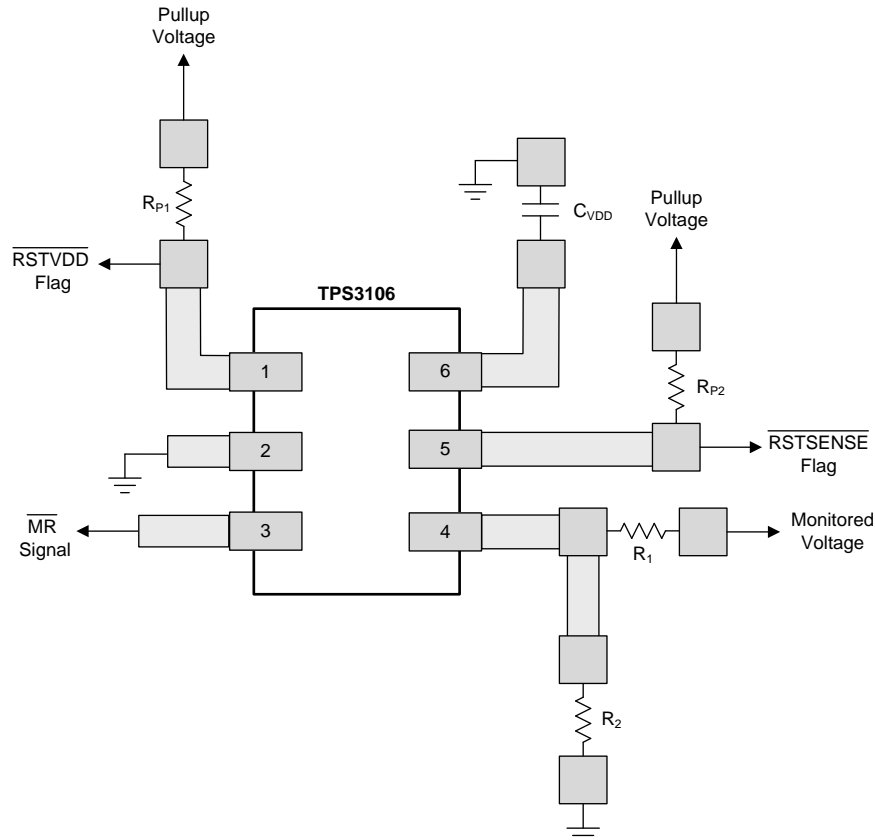 Pullup
Voltage
R_P1
C_VDD
Pullup
Voltage
RSTVDD
Flag
TPS3106
1
6
R_P2
2
5
RSTSENSE
Flag
MR
Signal
3
4
R_1
Monitored
Voltage
R_2